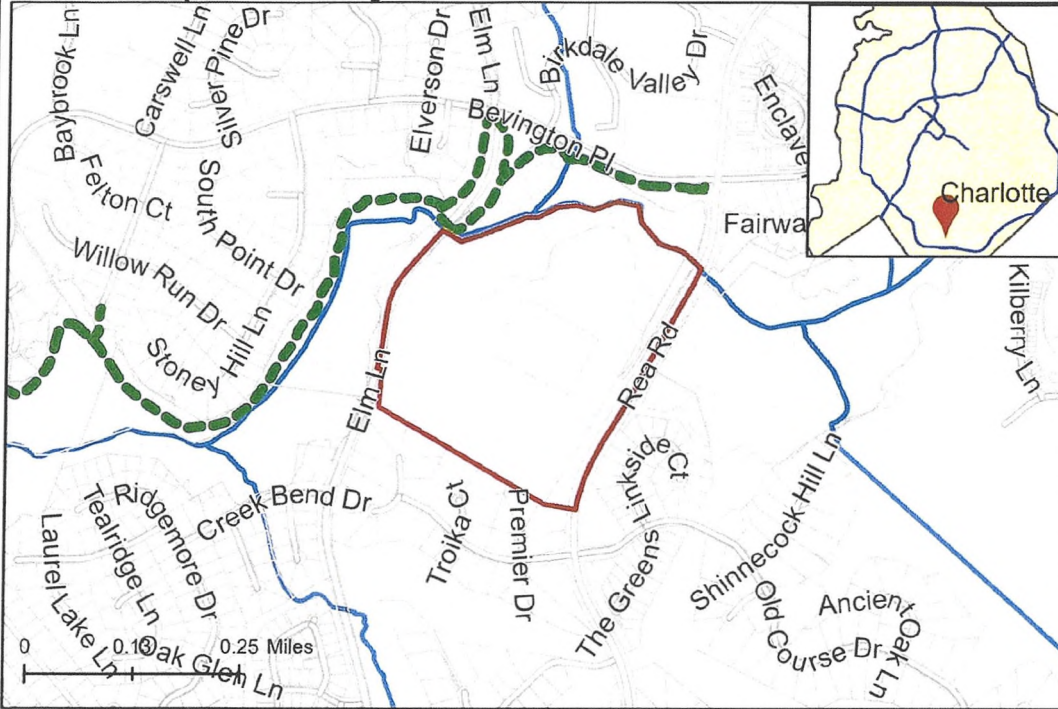 Baybrook Ln
Carswell Ln
Silver Pine Dr
Elverson Dr
Elm Ln
Birkdale Valley Dr
Enclave
Bevington Pl
Charlotte
Felton Ct
South Point Dr
Fairwa
Willow Run Dr
Kilberry Ln
Stoney Hill Ln
Elm Ln
Rea Rd
Linkside Ct
Shinnecock Hill Ln
Creek Bend Dr
Troika Ct
Premier Dr
The Greens
Ridgemore Dr
Tealridge Ln
Laurel Lake Ln
Old Course Dr
Ancient Oak Ln
Oak Glen Ln
0 0.13 0.25 Miles